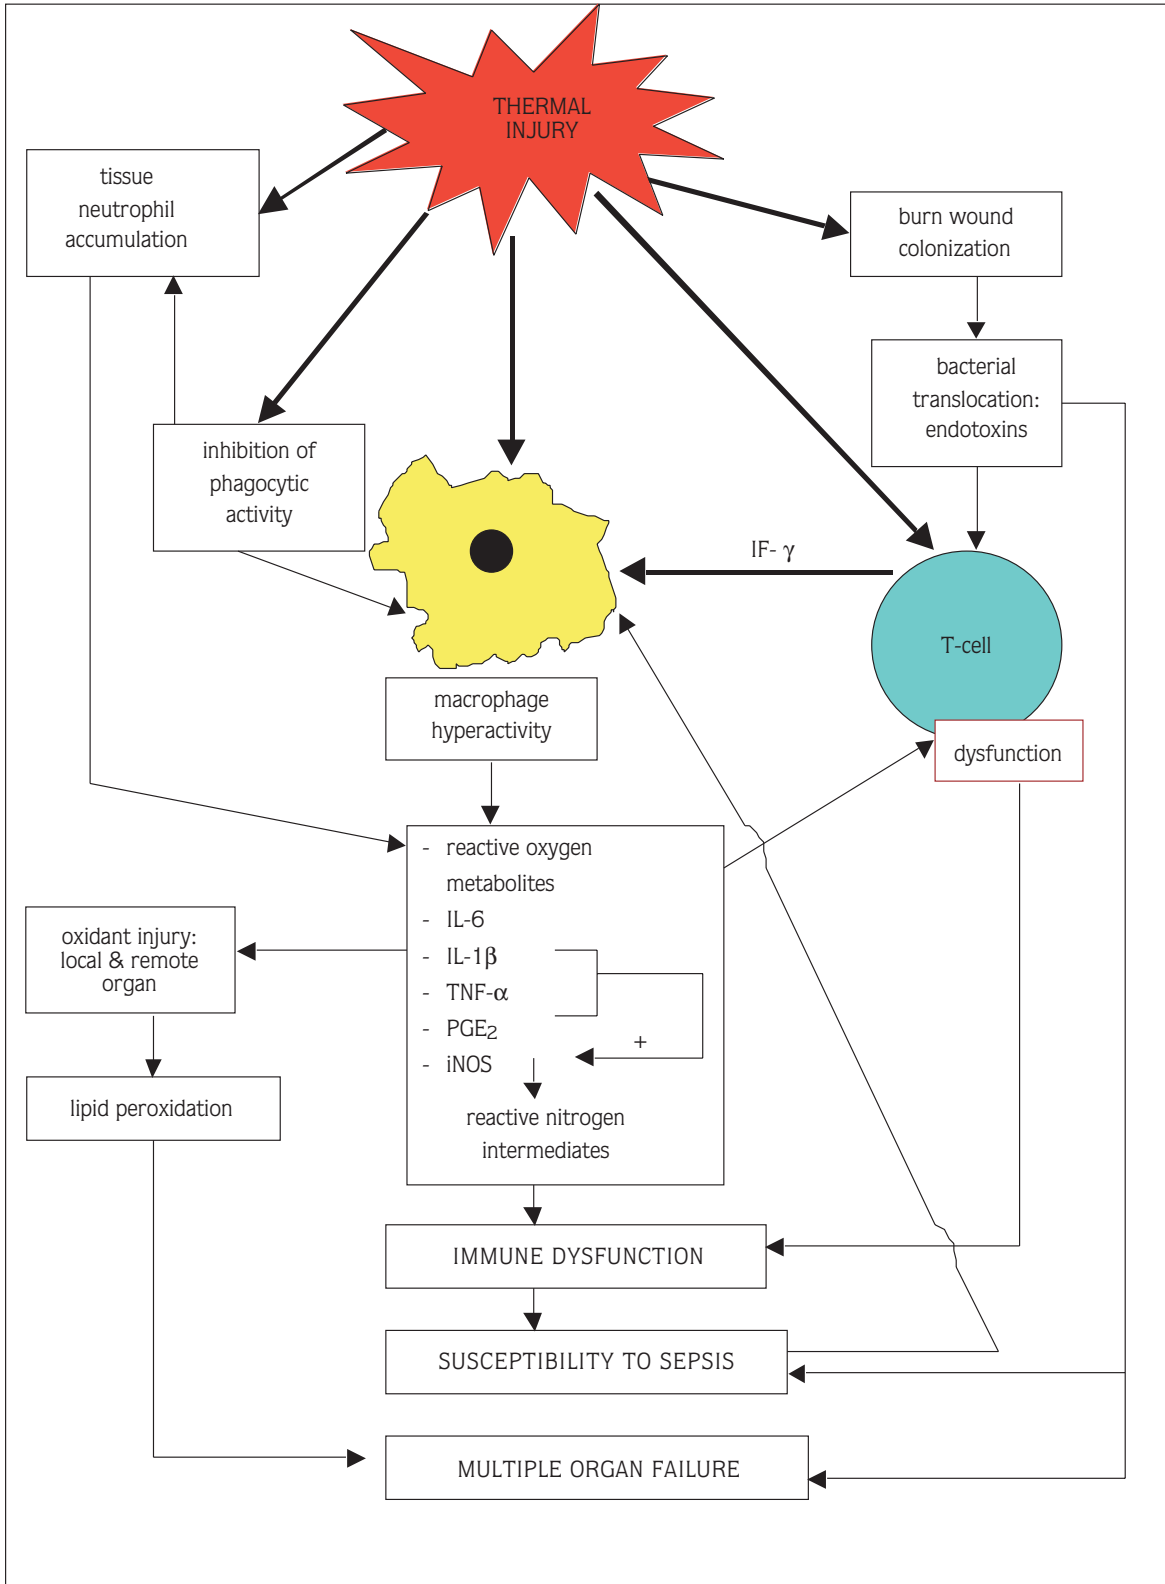 THERMAL
INJURY
tissue
neutrophil
accumulation
burn wound
colonization
bacterial
translocation:
endotoxins
inhibition of
phagocytic
activity
IF- γ
T-cell
macrophage
hyperactivity
dysfunction
- reactive oxygen
metabolites
- IL-6
- IL-1β
- TNF-α
- PGE2
- iNOS
+
reactive nitrogen
intermediates
oxidant injury:
local & remote
organ
lipid peroxidation
IMMUNE DYSFUNCTION
SUSCEPTIBILITY TO SEPSIS
MULTIPLE ORGAN FAILURE